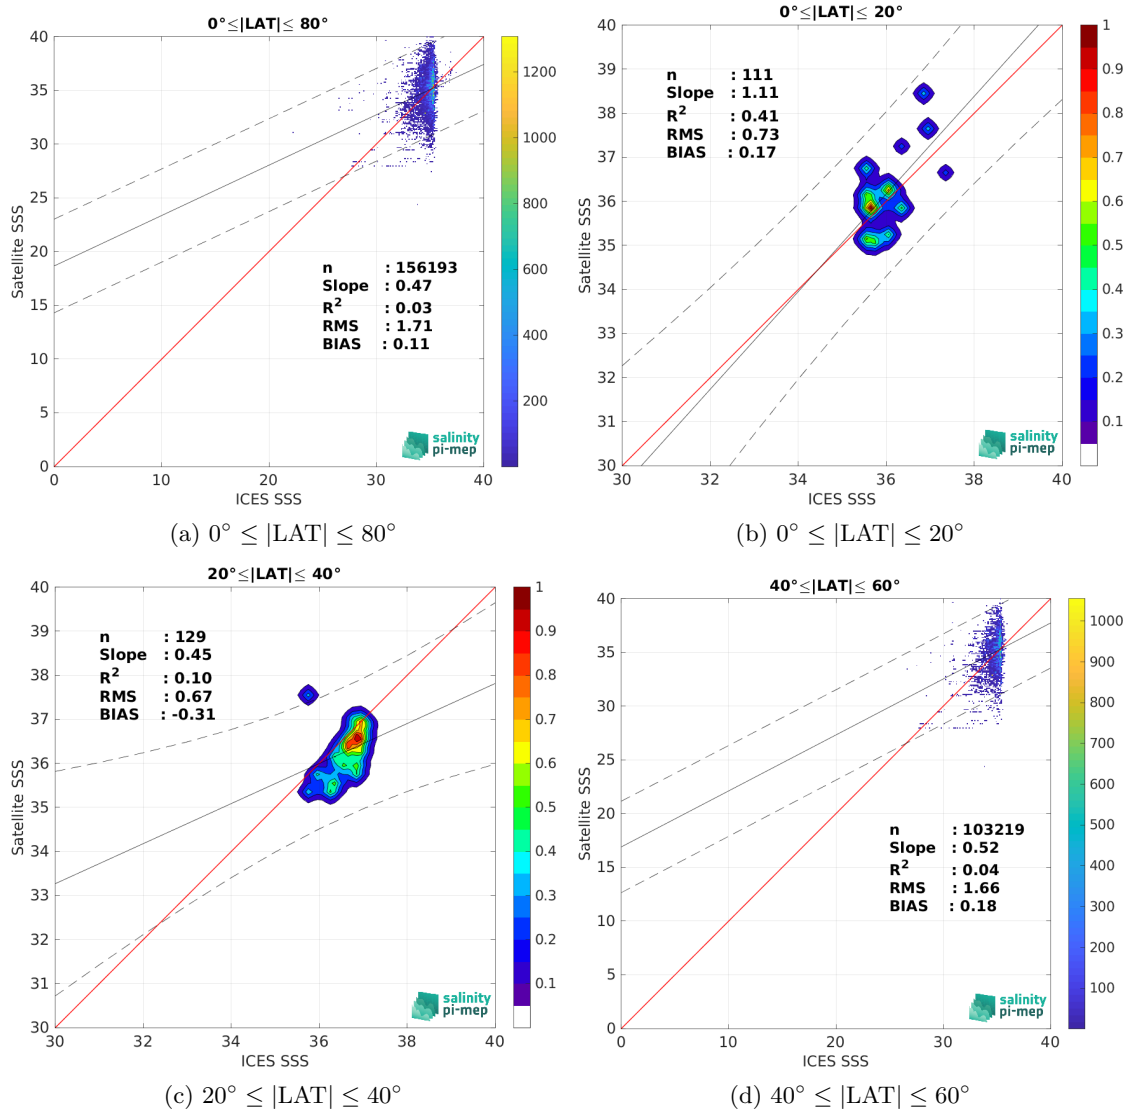 0°≤|LAT|≤ 80°
Satellite SSS
40
35
30
25
20
15
10
5
0
n : 156193
Slope : 0.47
R² : 0.03
RMS : 1.71
BIAS : 0.11
salinity
pi-mep
0 10 20 30 40
ICES SSS
1200
1000
800
600
400
200
(a) 0° ≤ |LAT| ≤ 80°
0°≤|LAT|≤ 20°
Satellite SSS
40
39
38
37
36
35
34
33
32
31
30
n : 111
Slope : 1.11
R² : 0.41
RMS : 0.73
BIAS : 0.17
salinity
pi-mep
30 32 34 36 38 40
ICES SSS
1
0.9
0.8
0.7
0.6
0.5
0.4
0.3
0.2
0.1
(b) 0° ≤ |LAT| ≤ 20°
20°≤|LAT|≤ 40°
Satellite SSS
40
39
38
37
36
35
34
33
32
31
30
n : 129
Slope : 0.45
R² : 0.10
RMS : 0.67
BIAS : -0.31
salinity
pi-mep
30 32 34 36 38 40
ICES SSS
1
0.9
0.8
0.7
0.6
0.5
0.4
0.3
0.2
0.1
(c) 20° ≤ |LAT| ≤ 40°
40°≤|LAT|≤ 60°
Satellite SSS
40
35
30
25
20
15
10
5
0
n : 103219
Slope : 0.52
R² : 0.04
RMS : 1.66
BIAS : 0.18
salinity
pi-mep
0 10 20 30 40
ICES SSS
1000
900
800
700
600
500
400
300
200
100
(d) 40° ≤ |LAT| ≤ 60°